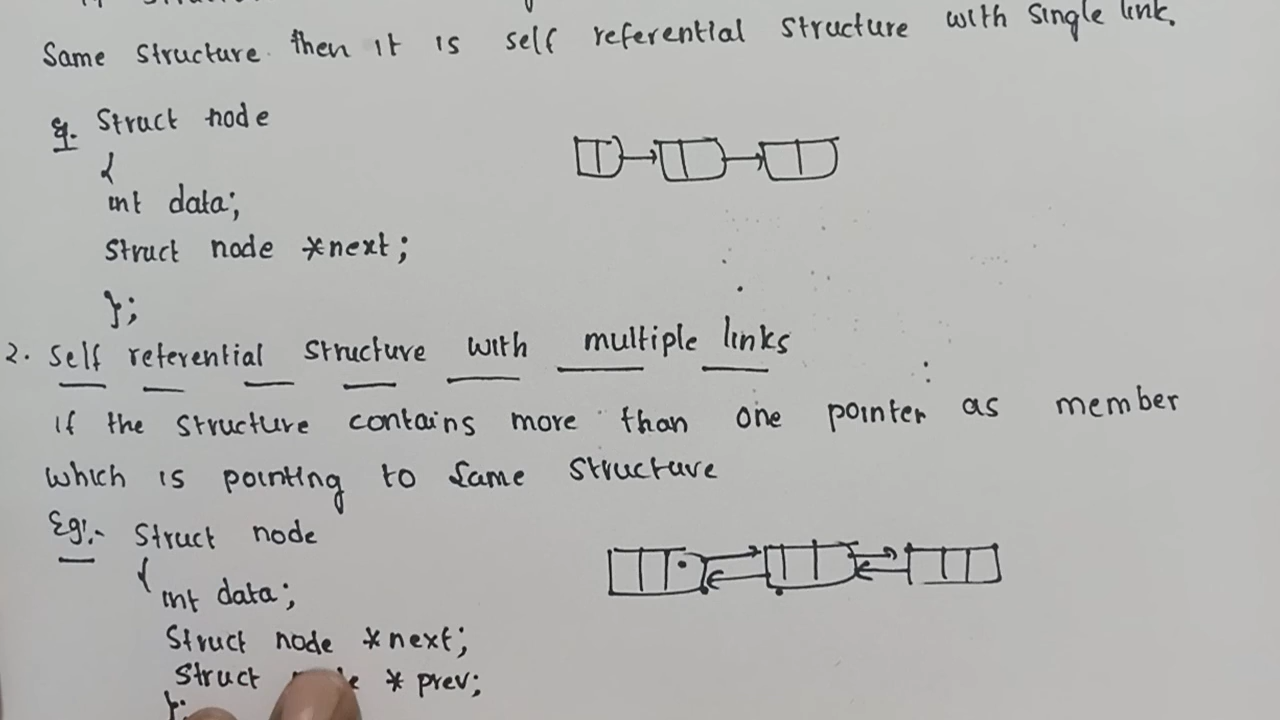 Same structure. then it is self referential structure with single link.
Eg. Struct node
{
int data;
Struct node *next;
};
2. Self referential structure with multiple links
if the structure contains more than one pointer as member
which is pointing to same structure
Eg:- Struct node
{
int data;
Struct node *next;
Struct * prev;
};